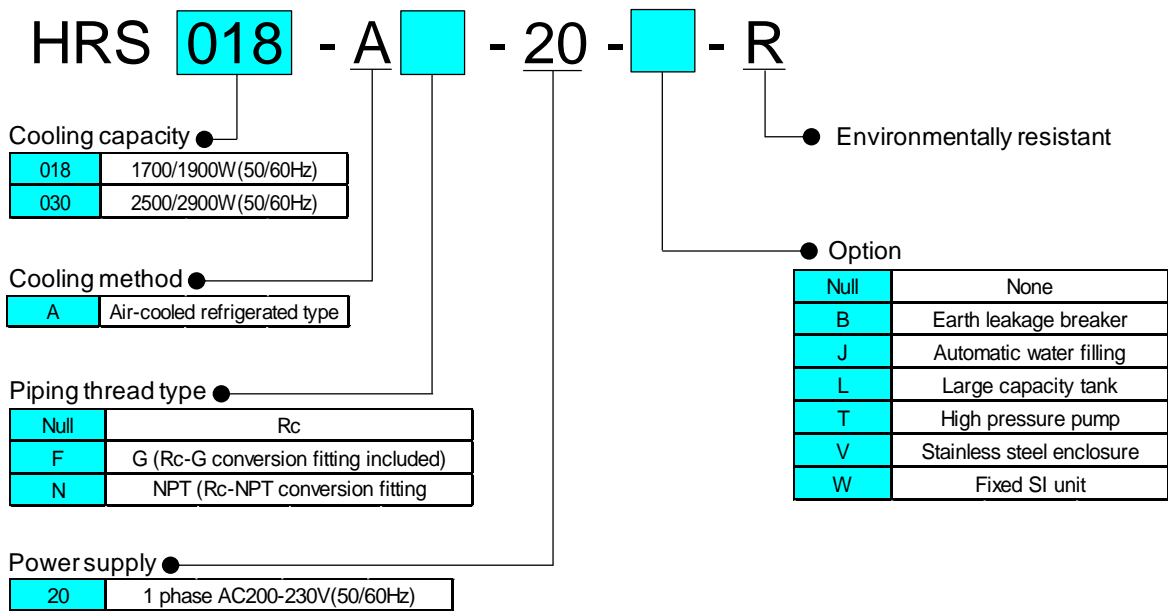 HRS 018 - A - 20 - - R
Cooling capacity
018 1700/1900W(50/60Hz)
030 2500/2900W(50/60Hz)
Environmentally resistant
Cooling method
A Air-cooled refrigerated type
Option
Null None
B Earth leakage breaker
J Automatic water filling
L Large capacity tank
T High pressure pump
V Stainless steel enclosure
W Fixed SI unit
Piping thread type
Null Rc
F G (Rc-G conversion fitting included)
N NPT (Rc-NPT conversion fitting
Power supply
20 1 phase AC200-230V(50/60Hz)